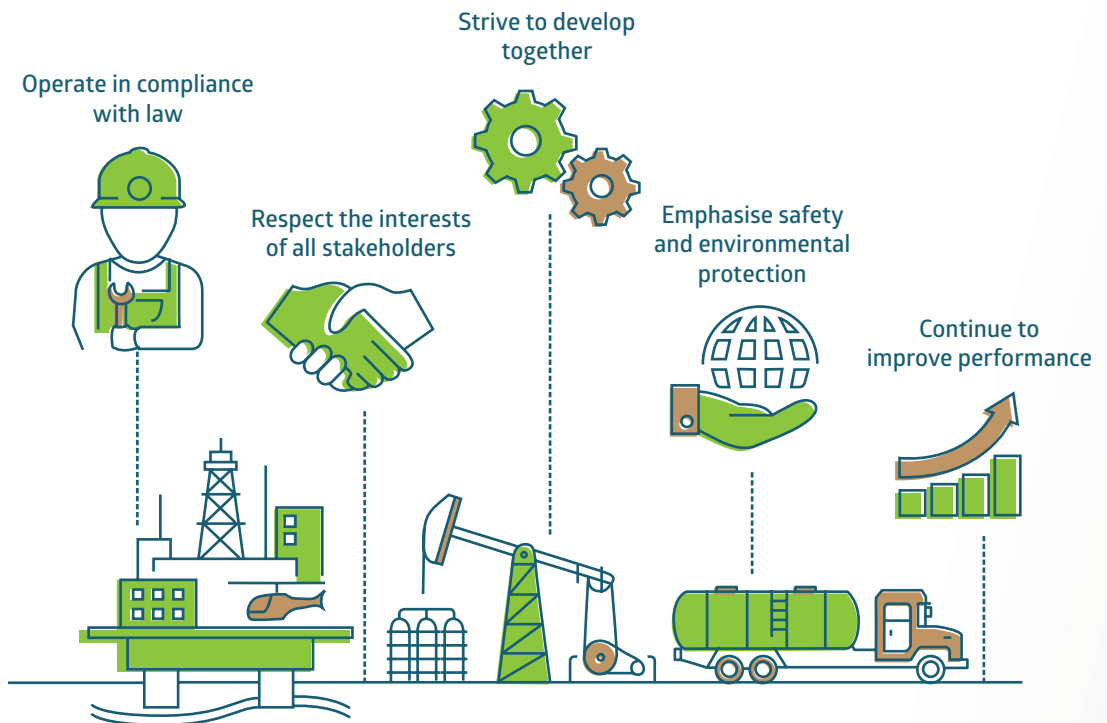 Strive to develop
together
Operate in compliance
with law
Respect the interests
of all stakeholders
Emphasise safety
and environmental
protection
Continue to
improve performance